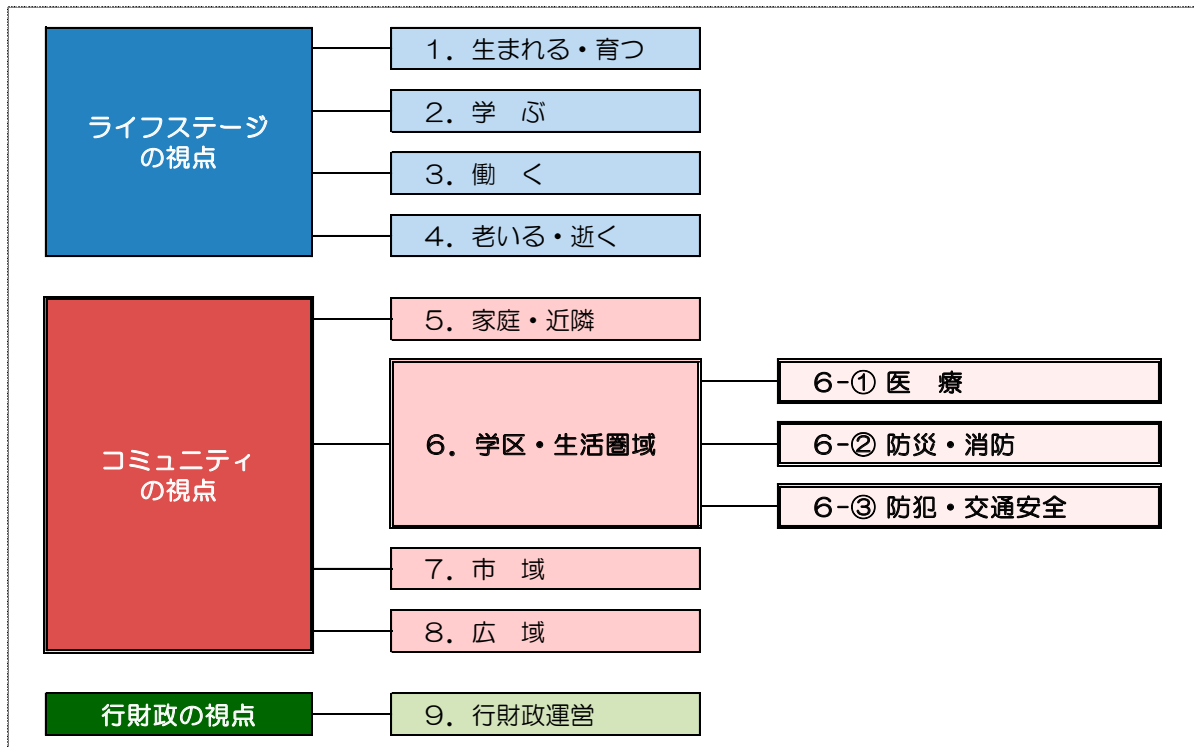 ライフステージ
の視点
１．生まれる・育つ
２．学　ぶ
３．働　く
４．老いる・逝く
コミュニティ
の視点
５．家庭・近隣
６．学区・生活圏域
６-① 医　療
６-② 防災・消防
６-③ 防犯・交通安全
７．市　域
８．広　域
行財政の視点
９．行財政運営